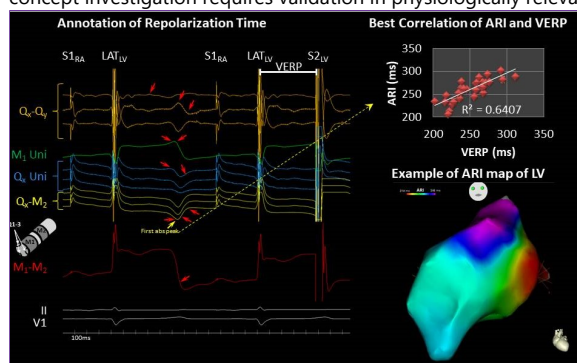 concept investigation requires validation in physiologically releva
Annotation of Repolarization Time
S1RA LATLV S1RA LATLV S2LV
VERP
Qx-Qy
M1 Uni
Qx Uni
Qx-M2
First abs peak
M1-M2
II
V1
100ms
Best Correlation of ARI and VERP
ARI (ms)
350
300
250
200
R² = 0.6407
200 250 300 350
VERP (ms)
Example of ARI map of LV
ARI